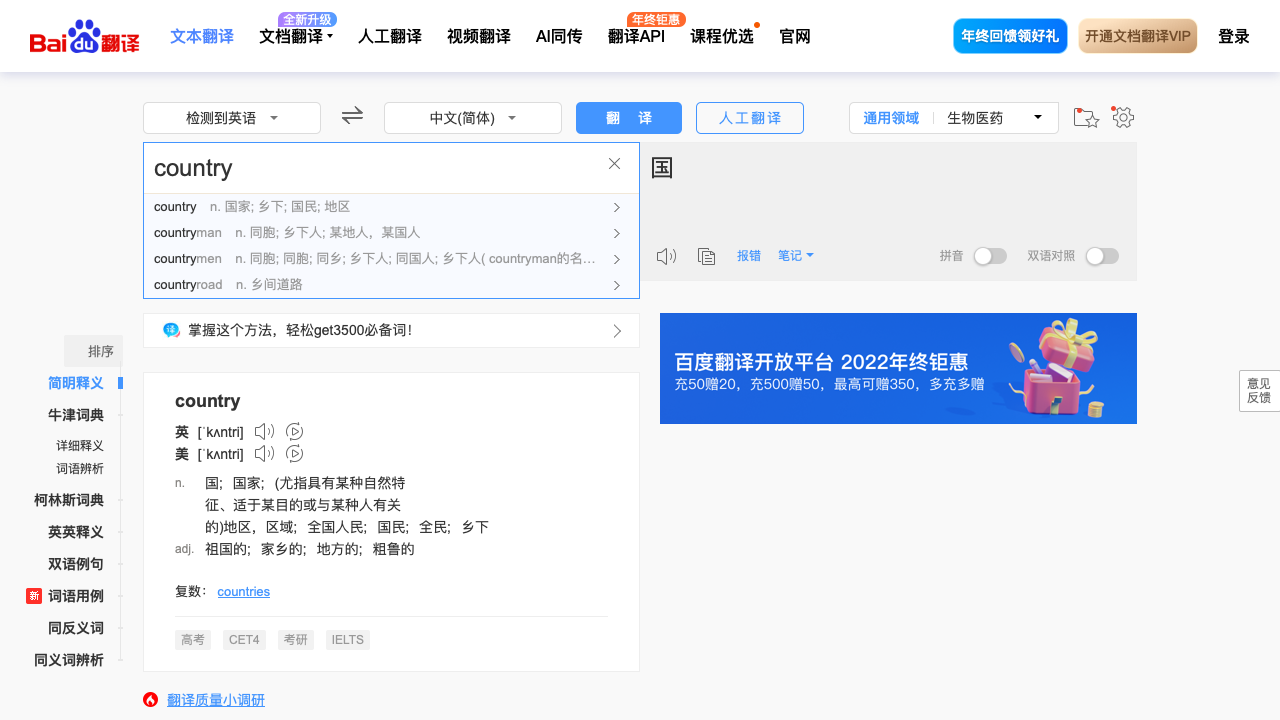 全新升级
年终钜惠
Bai du 翻译
文本翻译
文档翻译
人工翻译
视频翻译
AI同传
翻译API
课程优选
官网
年终回馈领好礼
开通文档翻译VIP
登录
检测到英语
中文(简体)
翻 译
人工翻译
通用领域
生物医药
country
国
country n. 国家; 乡下; 国民; 地区
countryman n. 同胞; 乡下人; 某地人，某国人
countrymen n. 同胞; 同胞; 同乡; 乡下人; 同国人; 乡下人( countryman的名...
countryroad n. 乡间道路
报错
笔记
拼音
双语对照
译 掌握这个方法，轻松get3500必备词！
百度翻译开放平台 2022年终钜惠
充50赠20，充500赠50，最高可赠350，多充多赠
意见
反馈
排序
简明释义
牛津词典
详细释义
词语辨析
柯林斯词典
英英释义
双语例句
新 词语用例
同反义词
同义词辨析
country
英 [ˈkʌntri]
美 [ˈkʌntri]
n. 国；国家；(尤指具有某种自然特
征、适于某目的或与某种人有关
的)地区，区域；全国人民；国民；全民；乡下
adj. 祖国的；家乡的；地方的；粗鲁的
复数： countries
高考 CET4 考研 IELTS
翻译质量小调研